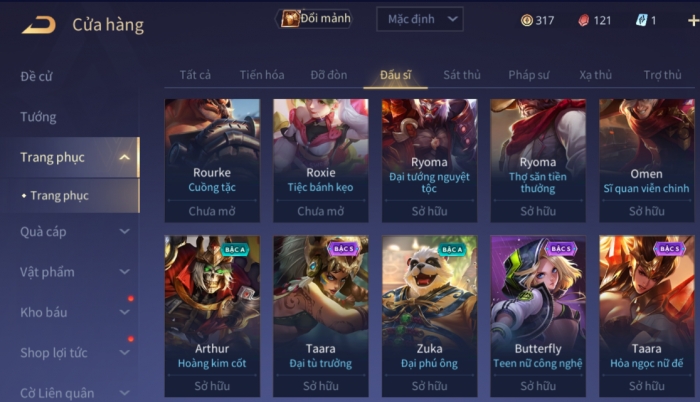 Cửa hàng
Đổi mảnh
Mặc định
317
121
1
Đề cử
Tướng
Trang phục
• Trang phục
Quà cáp
Vật phẩm
Kho báu
Shop lợi tức
Cờ Liên quân
Tất cả
Tiến hóa
Đỡ đòn
Đấu sĩ
Sát thủ
Pháp sư
Xạ thủ
Trợ thủ
Rourke
Cuồng tặc
Chưa mở
Roxie
Tiệc bánh kẹo
Chưa mở
Ryoma
Đại tướng nguyệt
tộc
Sở hữu
Ryoma
Thợ săn tiền
thưởng
Sở hữu
Omen
Sĩ quan viễn chinh
Sở hữu
BẬC A
Arthur
Hoàng kim cốt
Sở hữu
BẬC S
Taara
Đại tù trưởng
Sở hữu
BẬC A
Zuka
Đại phú ông
Sở hữu
BẬC S
Butterfly
Teen nữ công nghệ
Sở hữu
BẬC S
Taara
Hỏa ngọc nữ đế
Sở hữu